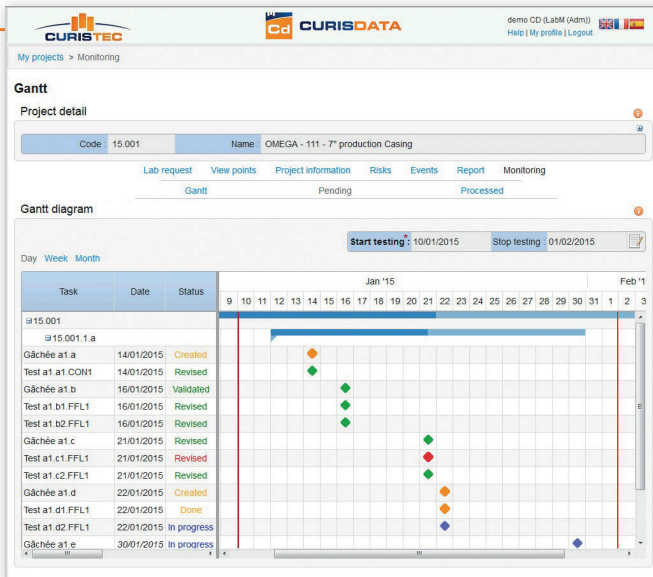 CURISTEC
Cd CURISDATA
demo CD (LabM (Adm))
Help | My profile | Logout
My projects > Monitoring
Gantt
Project detail
Code : 15.001 Name : OMEGA - 111 - 7" production Casing
Lab request View points Project information Risks Events Report Monitoring
Gantt Pending Processed
Gantt diagram
Start testing*: 10/01/2015 Stop testing : 01/02/2015
Day Week Month
Task Date Status
Jan '15 Feb '1
9 10 11 12 13 14 15 16 17 18 19 20 21 22 23 24 25 26 27 28 29 30 31 1 2 3
15.001
15.001.1.a
Gâchée a1.a 14/01/2015 Created
Test a1.a1.CON1 14/01/2015 Revised
Gâchée a1.b 16/01/2015 Validated
Test a1.b1.FFL1 16/01/2015 Revised
Test a1.b2.FFL1 16/01/2015 Revised
Gâchée a1.c 21/01/2015 Revised
Test a1.c1.FFL1 21/01/2015 Revised
Test a1.c2.FFL1 21/01/2015 Revised
Gâchée a1.d 22/01/2015 Created
Test a1.d1.FFL1 22/01/2015 Done
Test a1.d2.FFL1 22/01/2015 In progress
Gâchée a1.e 30/01/2015 In progress